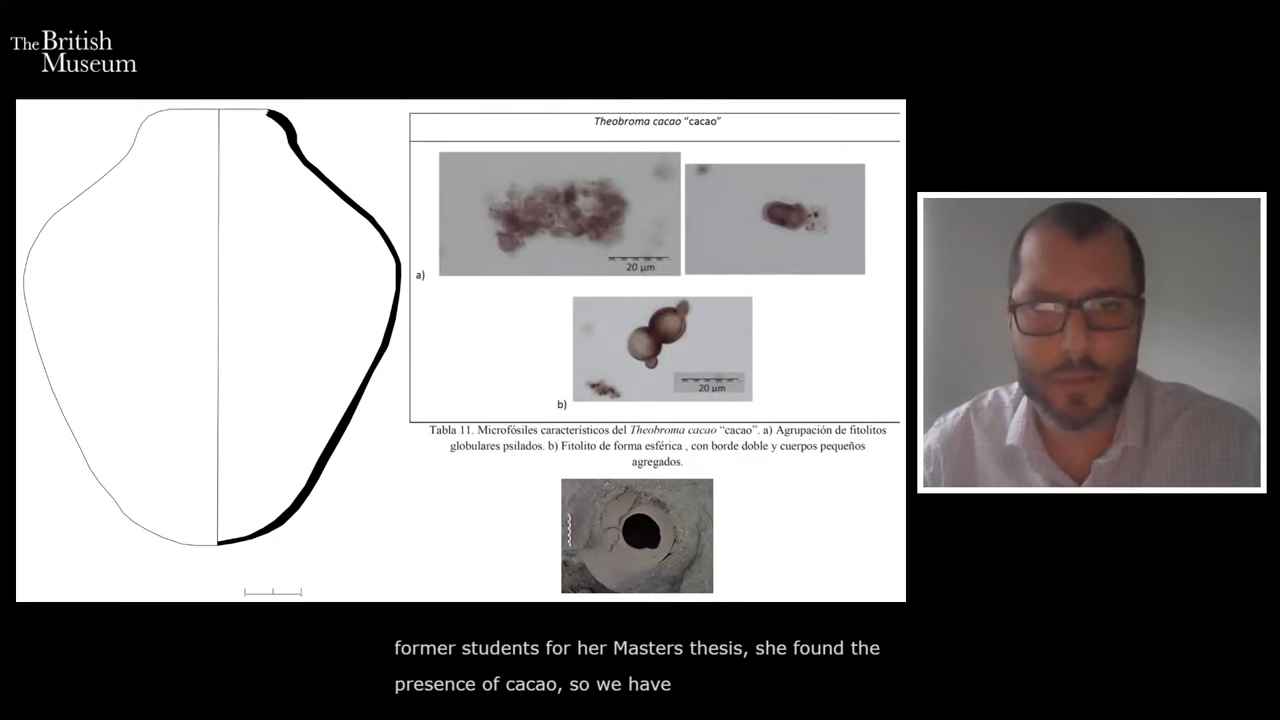 The British
Museum
Theobroma cacao “cacao”
20 µm
a)
20 µm
b)
Tabla 11. Microfósiles característicos del Theobroma cacao “cacao”. a) Agrupación de fitolitos
globulares psilados. b) Fitolito de forma esférica , con borde doble y cuerpos pequeños
agregados.
former students for her Masters thesis, she found the
presence of cacao, so we have